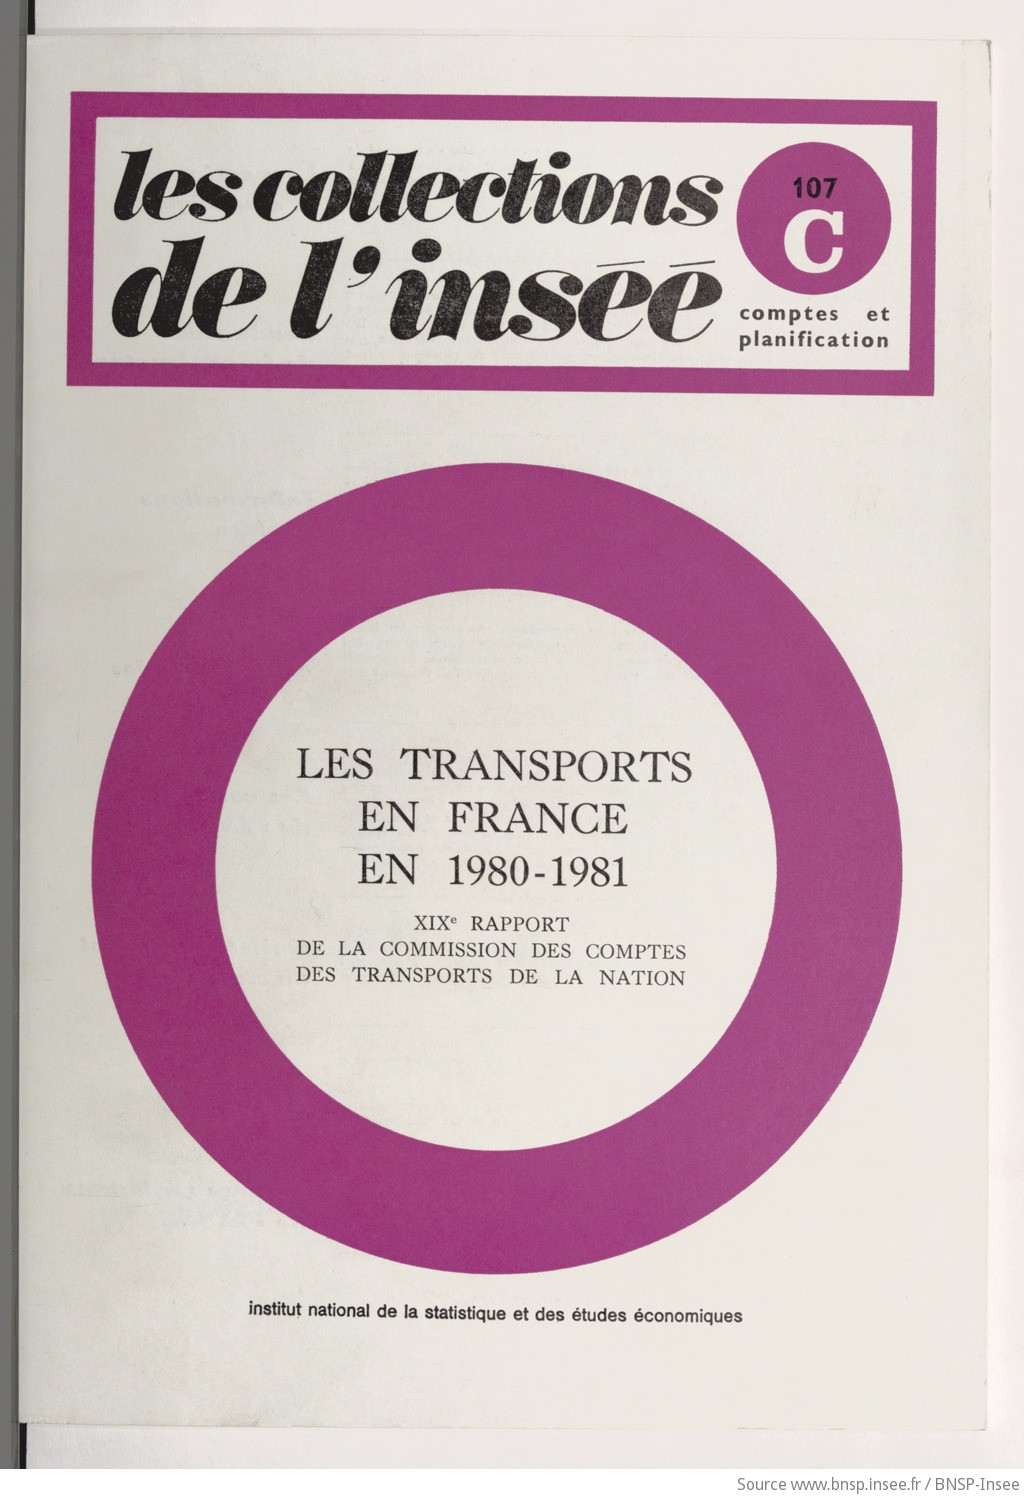 les collections
de l'inséé
107
C
comptes et
planification
LES TRANSPORTS
EN FRANCE
EN 1980-1981
XIXe RAPPORT
DE LA COMMISSION DES COMPTES
DES TRANSPORTS DE LA NATION
institut national de la statistique et des études économiques
Source www.bnsp.insee.fr / BNSP-Insee